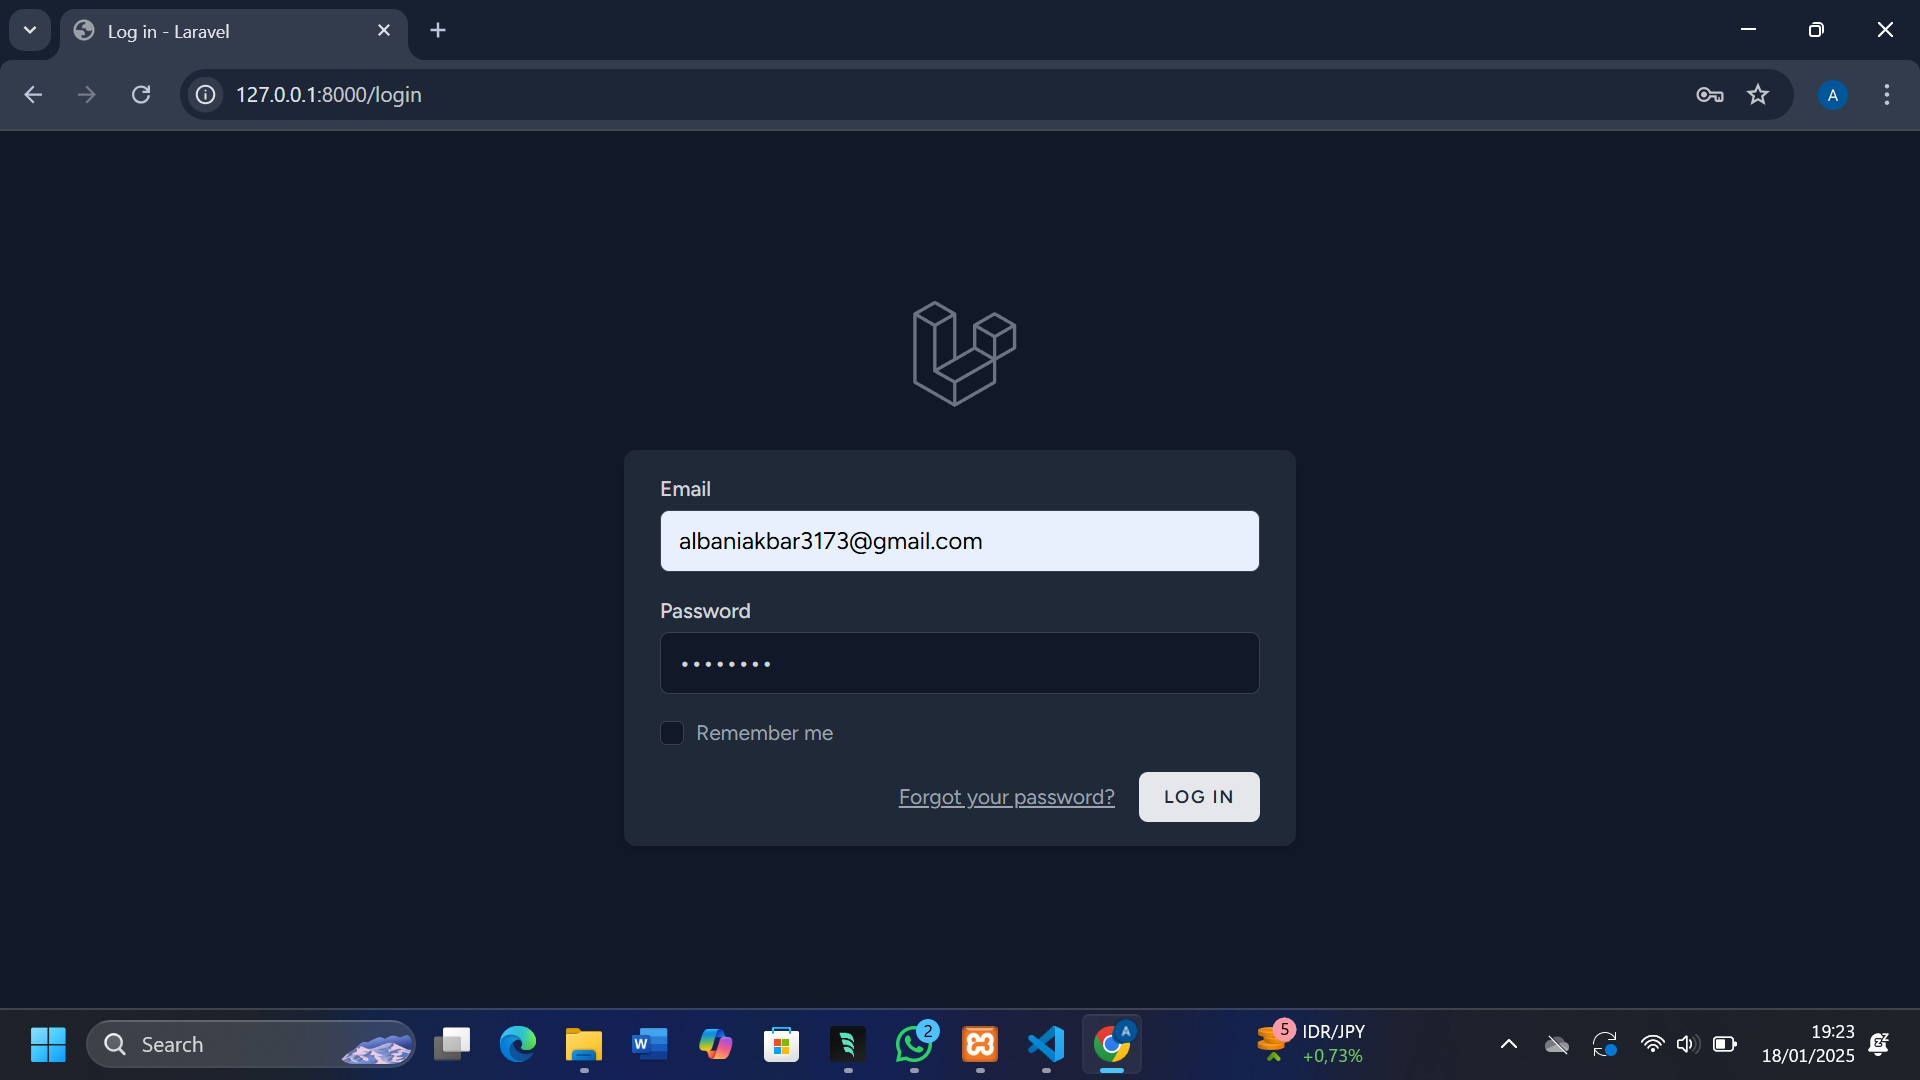 Log in - Laravel
127.0.0.1:8000/login
A
Email
albaniakbar3173@gmail.com
Password
••••••••
Remember me
Forgot your password?
LOG IN
Search
W
2
A
5
IDR/JPY
+0,73%
19:23
18/01/2025